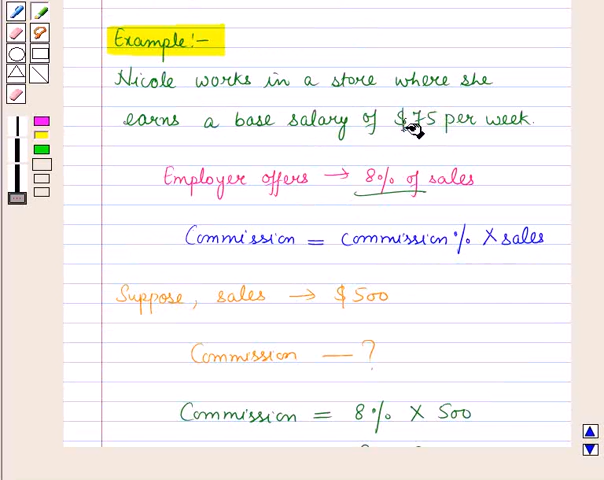 Example:-
Nicole works in a store where she
earns a base salary of $75 per week.
Employer offers → 8% of sales
Commission = commission% X sales
Suppose, sales → $500
Commission — ?
Commission = 8% X 500